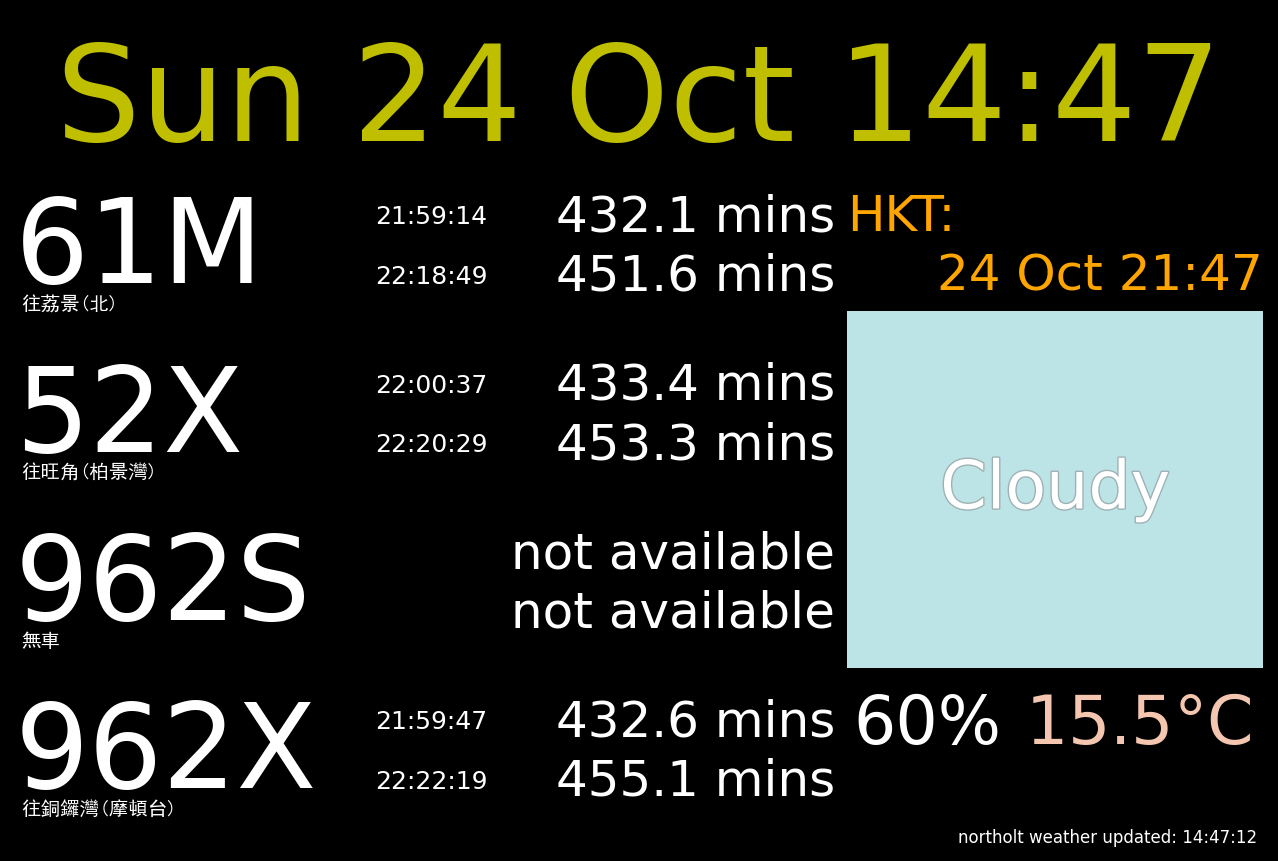 Sun 24 Oct 14:47
61M
往荔景(北)
21:59:14 432.1 mins
22:18:49 451.6 mins
52X
往旺角(柏景灣)
22:00:37 433.4 mins
22:20:29 453.3 mins
962S
無車
not available
not available
962X
往銅鑼灣(摩頓台)
21:59:47 432.6 mins
22:22:19 455.1 mins
HKT:
24 Oct 21:47
Cloudy
60% 15.5°C
northolt weather updated: 14:47:12